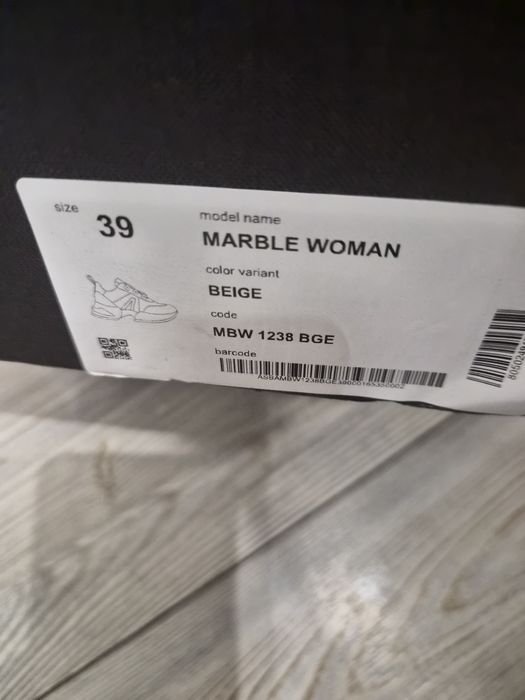 size
39
model name
MARBLE WOMAN
color variant
BEIGE
code
MBW 1238 BGE
barcode